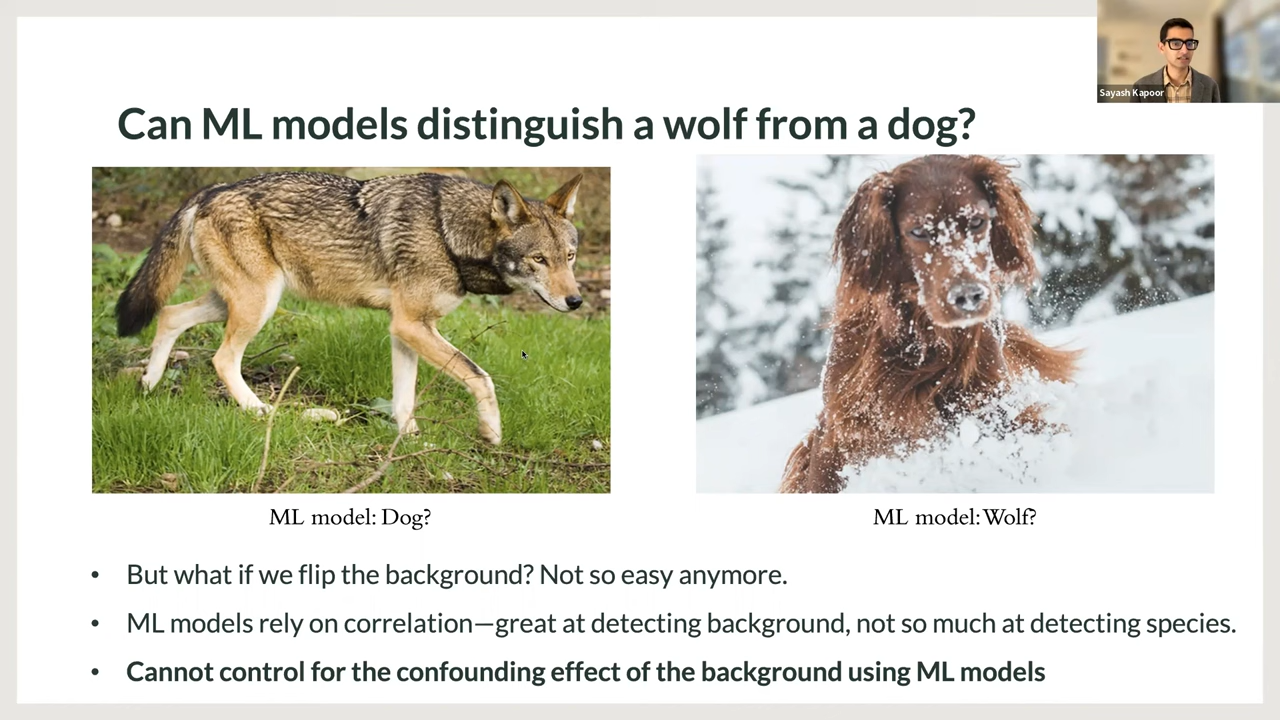 Sayash Kapoor
Can ML models distinguish a wolf from a dog?
ML model: Dog?
ML model: Wolf?
• But what if we flip the background? Not so easy anymore.
• ML models rely on correlation—great at detecting background, not so much at detecting species.
• Cannot control for the confounding effect of the background using ML models